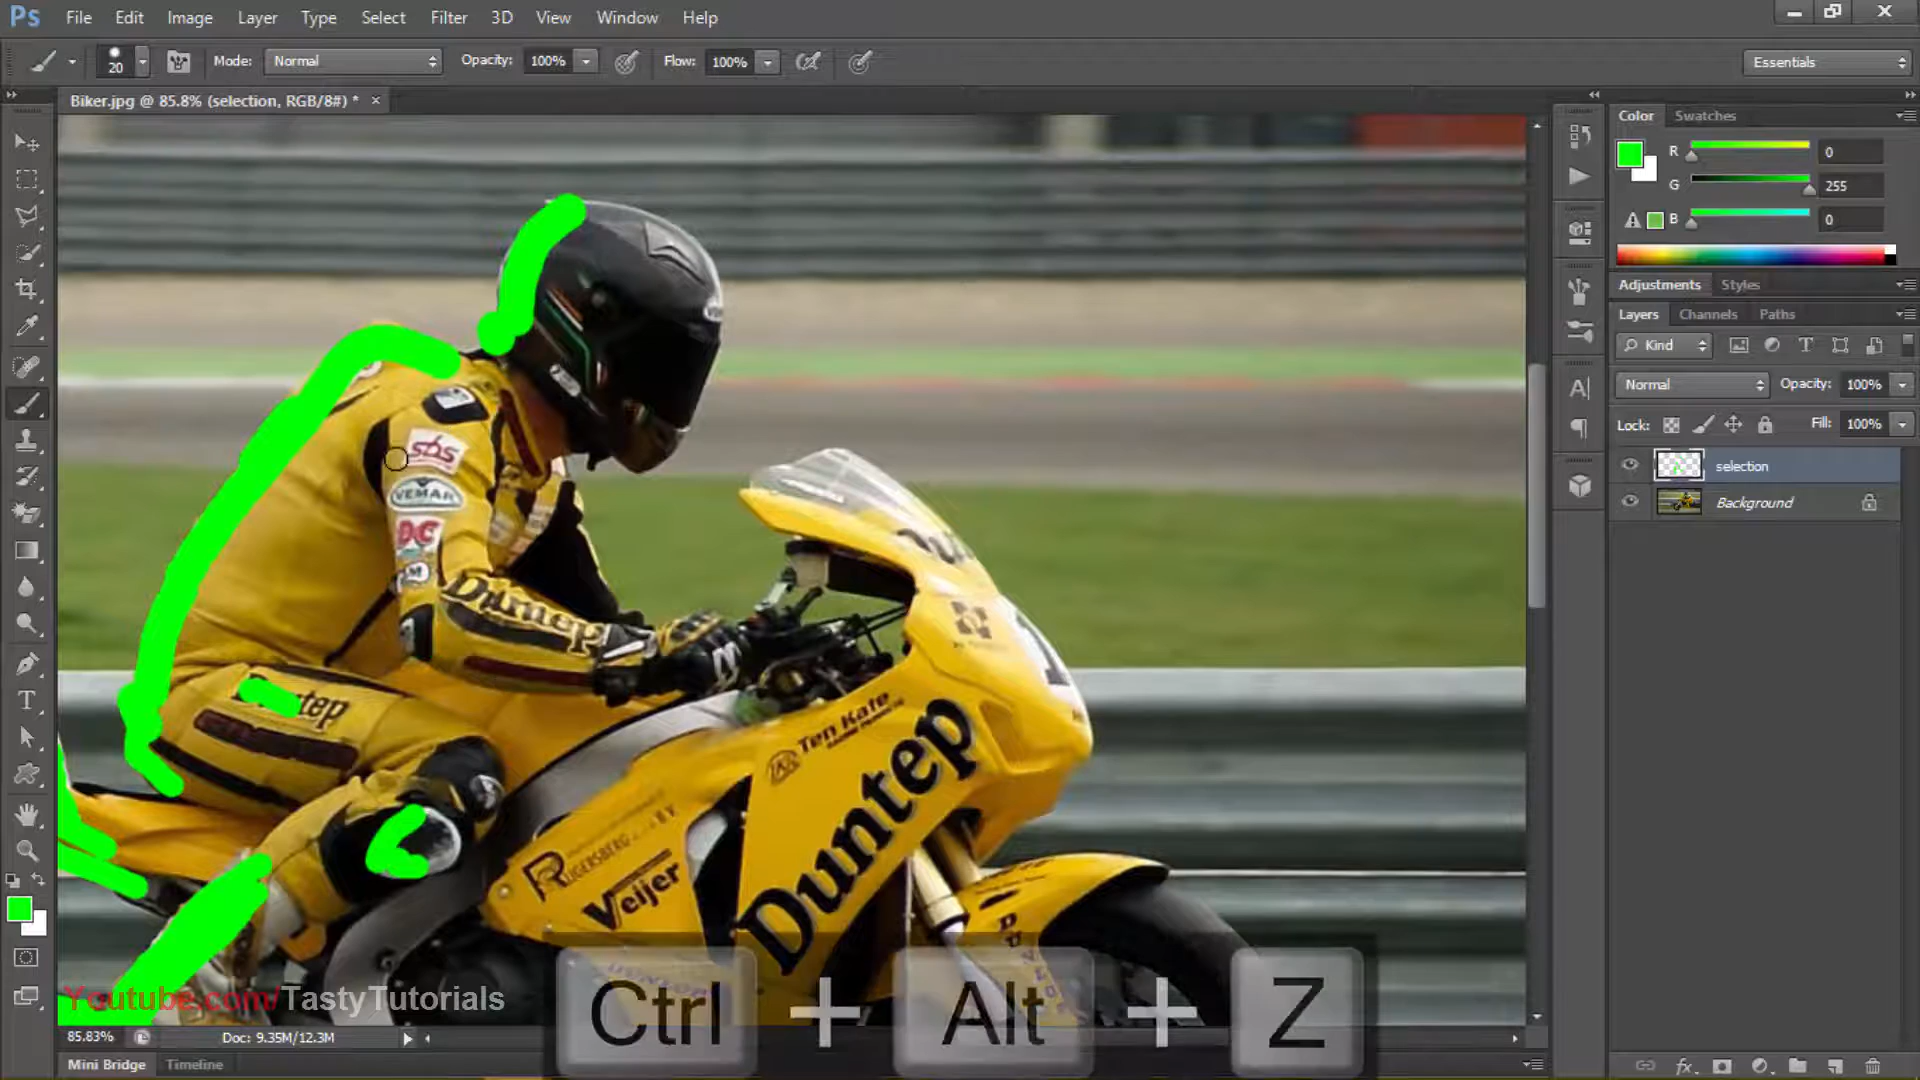 Ps File Edit Image Layer Type Select Filter 3D View Window Help
20 Mode: Normal Opacity: 100% Flow: 100% Essentials
Biker.jpg @ 85.8% (selection, RGB/8#) * ×
Color Swatches
R 0
G 255
B 0
Adjustments Styles
Layers Channels Paths
Kind
Normal Opacity: 100%
Lock: Fill: 100%
selection
Background
SBS
VEMAR
DC
M
Duntep
Duntep
Ten Kate
Duntep
RUGERSBERG
Veljer
Youtube.com/TastyTutorials
Ctrl + Alt + Z
85.83% Doc: 9.35M/12.3M
Mini Bridge Timeline